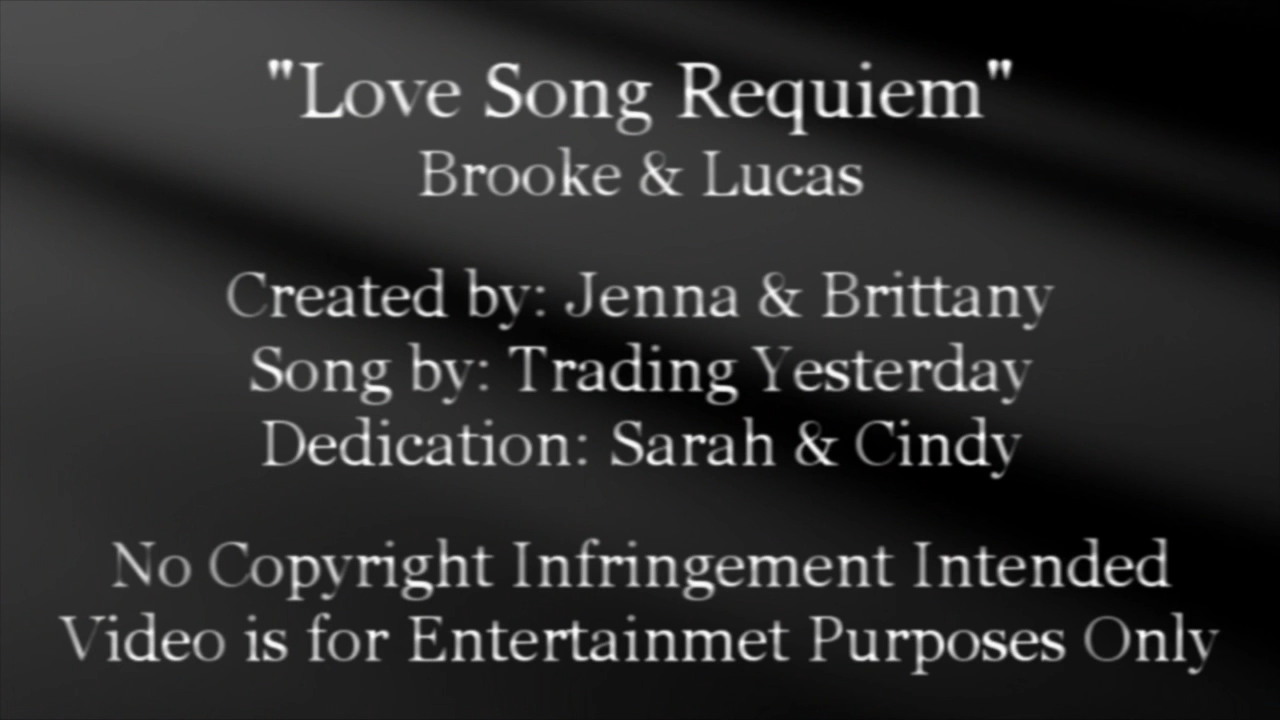 "Love Song Requiem"
Brooke & Lucas
Created by: Jenna & Brittany
Song by: Trading Yesterday
Dedication: Sarah & Cindy
No Copyright Infringement Intended
Video is for Entertainmet Purposes Only